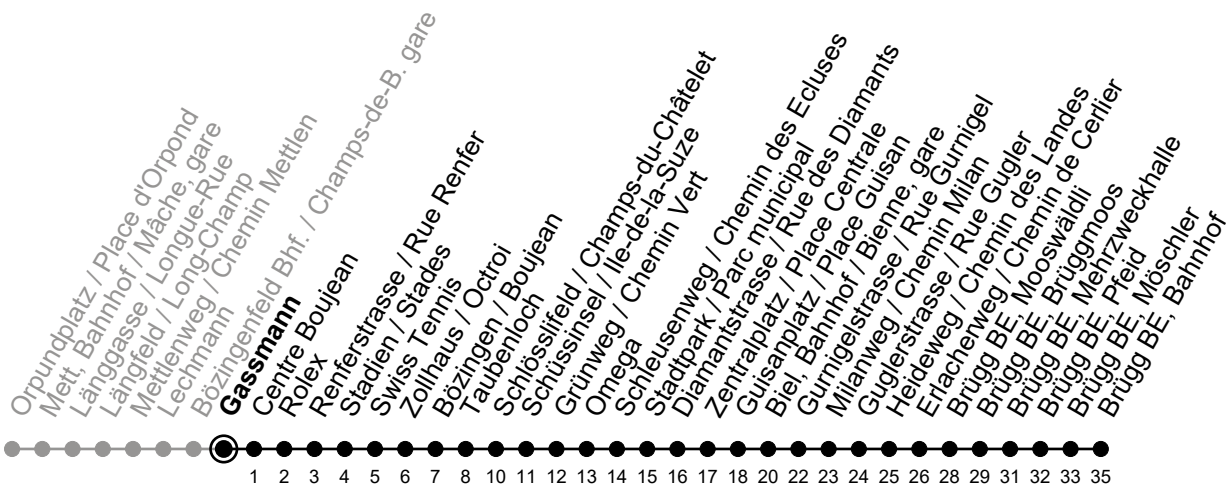 Orpundplatz / Place d'Orpond
Mett, Bahnhof / Mâche, gare
Länggasse / Longue-Rue
Längfeld / Long-Champ
Mettlenweg / Chemin Mettlen
Lechmann
Bözingenfeld Bhf. / Champs-de-B. gare
Gassmann
Centre Boujean
Rolex
Renferstrasse / Rue Renfer
Stadien / Stades
Swiss Tennis
Zollhaus / Octroi
Bözingen / Boujean
Taubenloch
Schlösslifeld / Champs-du-Châtelet
Schüssinsel / Ile-de-la-Suze
Grünweg / Chemin Vert
Omega
Schleusenweg / Chemin des Ecluses
Stadtpark / Parc municipal
Diamantstrasse / Rue des Diamants
Zentralplatz / Place Centrale
Guisanplatz / Place Guisan
Biel, Bahnhof / Bienne, gare
Gurnigelstrasse / Rue Gurnigel
Milanweg / Chemin Milan
Guglerstrasse / Rue Gugler
Heideweg / Chemin des Landes
Erlachenweg / Chemin de Cerlier
Brügg BE, Mooswäldli
Brügg BE, Brüggmoos
Brügg BE, Mehrzweckhalle
Brügg BE, Pfeid
Brügg BE, Möschler
Brügg BE, Bahnhof
1 2 3 4 5 6 7 8 10 11 12 13 14 15 16 17 18 20 22 23 24 25 26 28 29 31 32 33 35